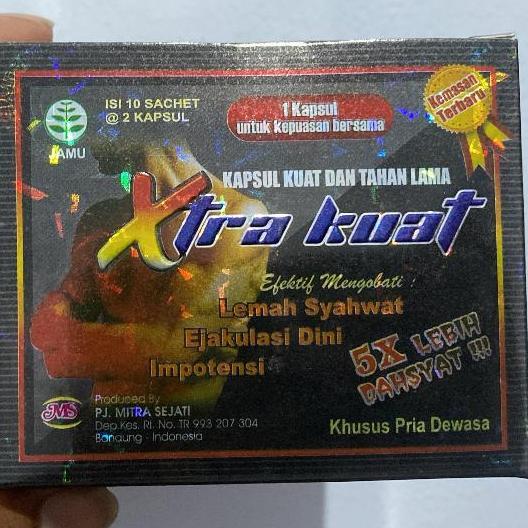 ISI 10 SACHET
@ 2 KAPSUL
JAMU
1 Kapsul
untuk kepuasan bersama
Kemasan
Terbaru
KAPSUL KUAT DAN TAHAN LAMA
Xtra kuat
Efektif Mengobati :
Lemah Syahwat
Ejakulasi Dini
Impotensi
5X LEBIH
DAHSYAT !!!
JMS
Produced By
PJ. MITRA SEJATI
Dep.Kes. RI. No. TR 993 207 304
Bandung - Indonesia
Khusus Pria Dewasa